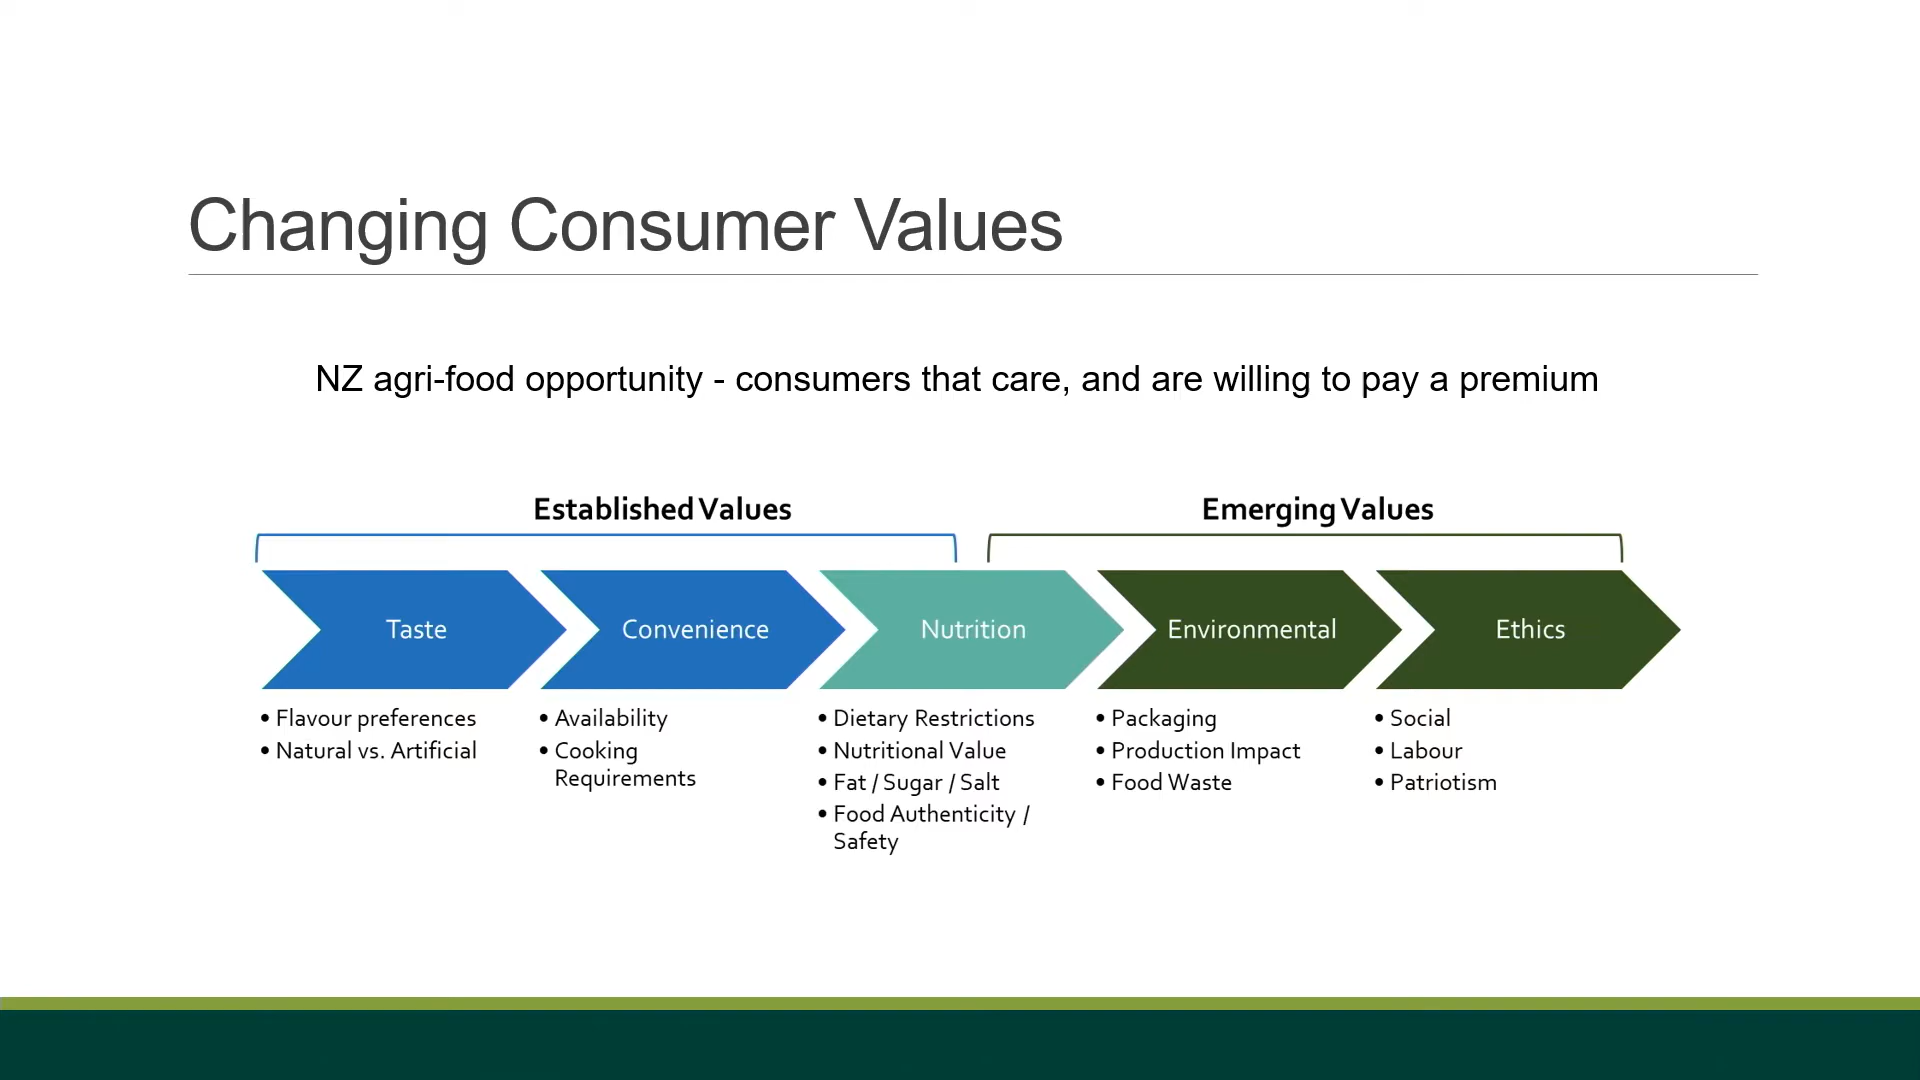 Changing Consumer Values
NZ agri-food opportunity - consumers that care, and are willing to pay a premium
Established Values
Emerging Values
Taste
Convenience
Nutrition
Environmental
Ethics
• Flavour preferences
• Natural vs. Artificial
• Availability
• Cooking
Requirements
• Dietary Restrictions
• Nutritional Value
• Fat / Sugar / Salt
• Food Authenticity /
Safety
• Packaging
• Production Impact
• Food Waste
• Social
• Labour
• Patriotism